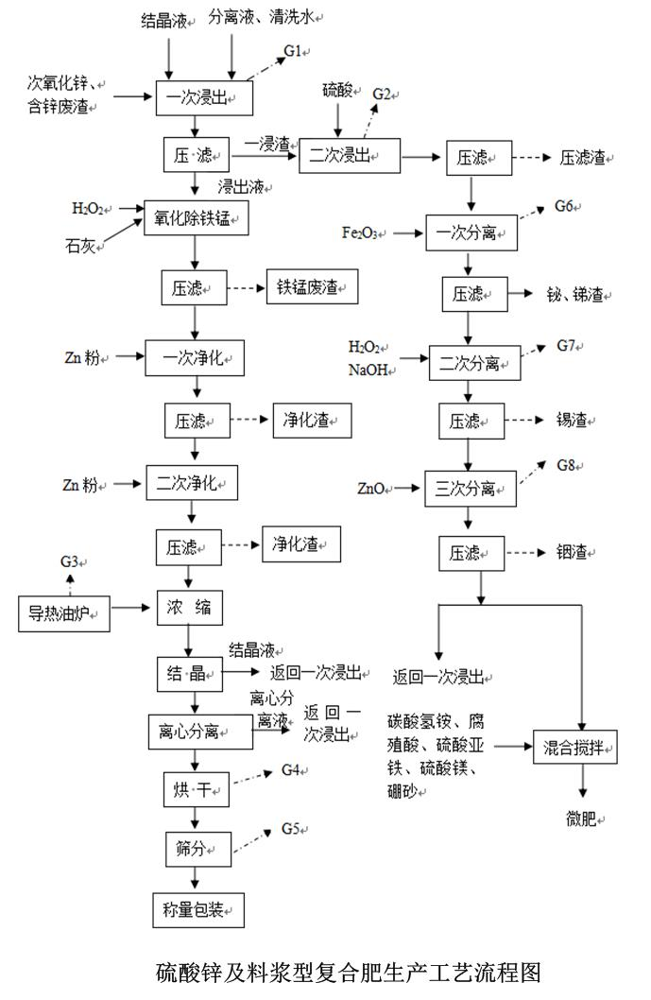 结晶液
分离液、清洗水
G1
次氧化锌、
含锌废渣
一次浸出
硫酸
G2
压·滤
一浸渣
二次浸出
压滤
压滤渣
浸出液
H₂O₂
石灰
氧化除铁锰
G6
Fe₂O₃
一次分离
压滤
铁锰废渣
压滤
铋、锑渣
Zn 粉
一次净化
H₂O₂
NaOH
二次分离
G7
压滤
净化渣
压滤
锡渣
Zn 粉
二次净化
ZnO
三次分离
G8
压滤
净化渣
压滤
铟渣
G3
导热油炉
浓 缩
结·晶
结晶液
返回一次浸出
返回一次浸出
离心分离
离心分
离液
返 回 一
次浸出
碳酸氢铵、腐
殖酸、硫酸亚
铁、硫酸镁、
硼砂
混合搅拌
烘·干
G4
微肥
筛分
G5
称量包装
硫酸锌及料浆型复合肥生产工艺流程图